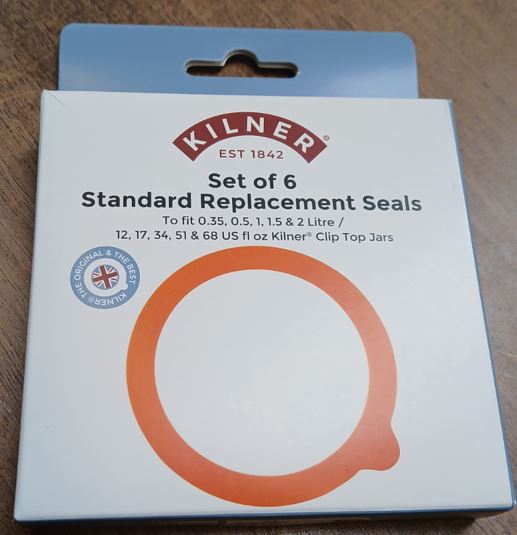 KILNER®
EST 1842
Set of 6
Standard Replacement Seals
To fit 0.35, 0.5, 1, 1.5 & 2 Litre /
12, 17, 34, 51 & 68 US fl oz Kilner® Clip Top Jars
THE ORIGINAL & THE BEST
KILNER®